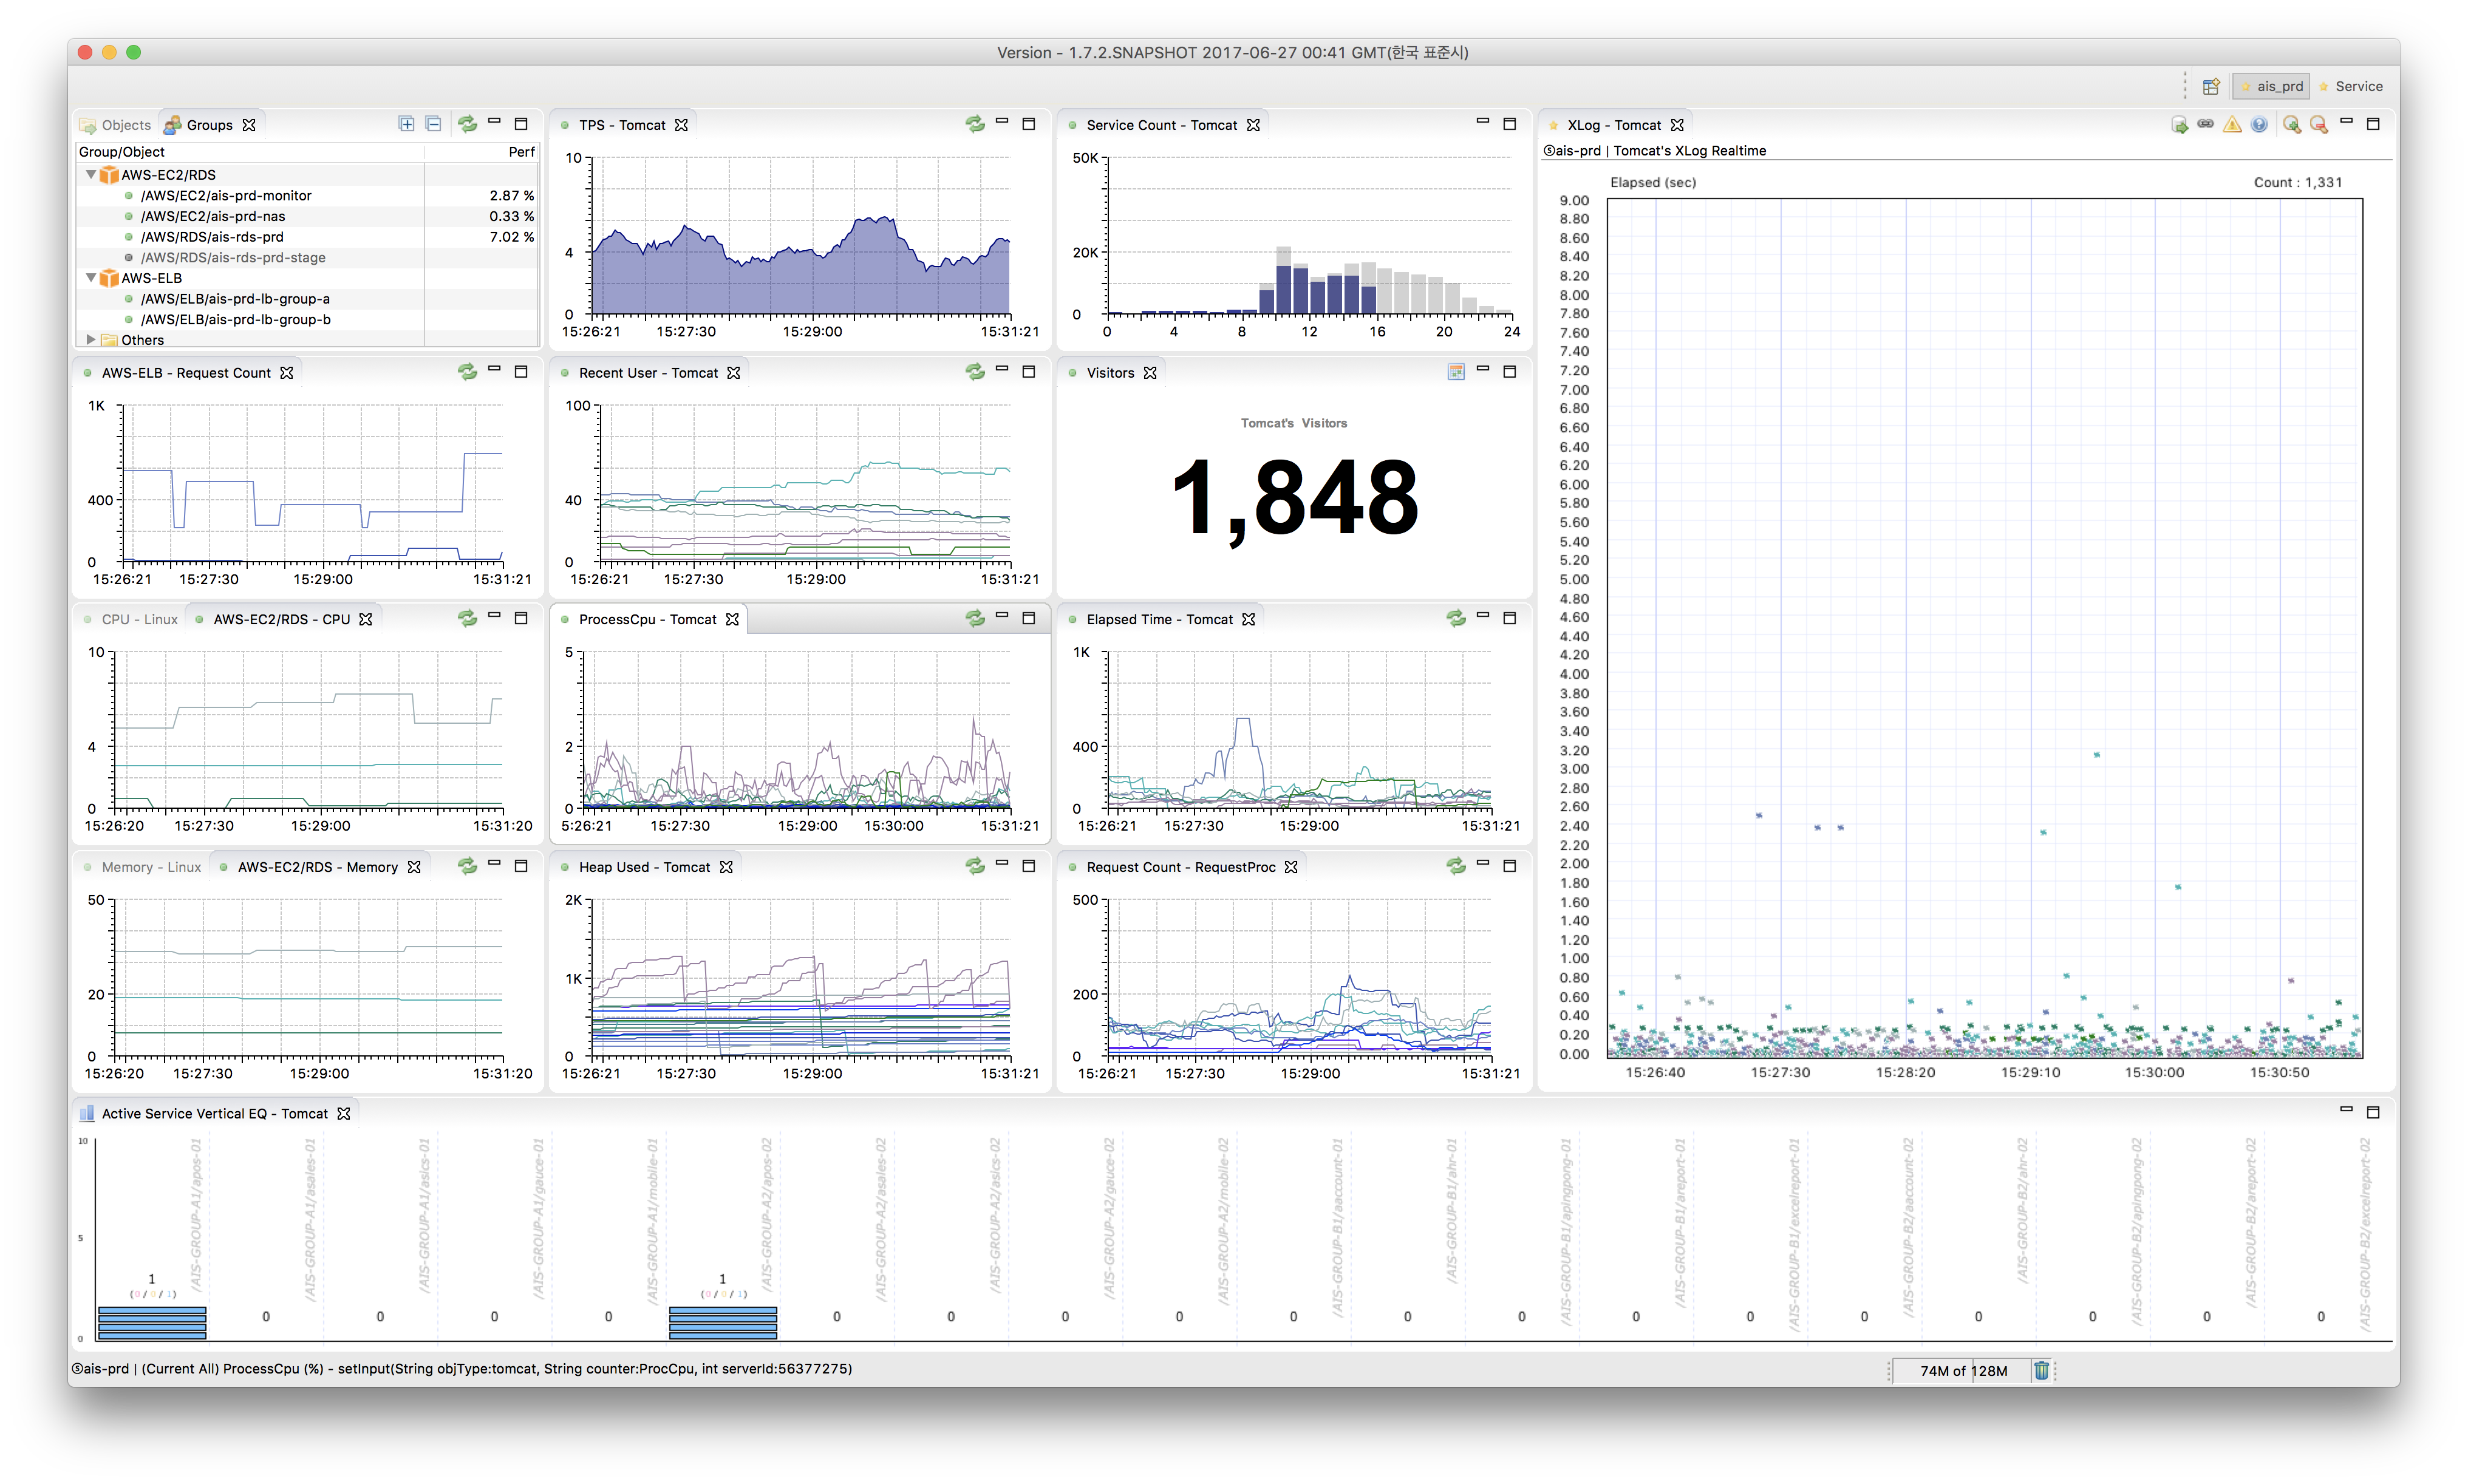 Version - 1.7.2.SNAPSHOT 2017-06-27 00:41 GMT(한국 표준시)
ais_prd Service
Objects Groups
Group/Object Perf
AWS-EC2/RDS
/AWS/EC2/ais-prd-monitor 2.87 %
/AWS/EC2/ais-prd-nas 0.33 %
/AWS/RDS/ais-rds-prd 7.02 %
/AWS/RDS/ais-rds-prd-stage
AWS-ELB
/AWS/ELB/ais-prd-lb-group-a
/AWS/ELB/ais-prd-lb-group-b
Others
TPS - Tomcat
10
4
0
15:26:21 15:27:30 15:29:00 15:31:21
Service Count - Tomcat
50K
20K
0
0 4 8 12 16 20 24
XLog - Tomcat
Ⓢais-prd | Tomcat's XLog Realtime
Elapsed (sec) Count : 1,331
9.00
8.80
8.60
8.40
8.20
8.00
7.80
7.60
7.40
7.20
7.00
6.80
6.60
6.40
6.20
6.00
5.80
5.60
5.40
5.20
5.00
4.80
4.60
4.40
4.20
4.00
3.80
3.60
3.40
3.20
3.00
2.80
2.60
2.40
2.20
2.00
1.80
1.60
1.40
1.20
1.00
0.80
0.60
0.40
0.20
0.00
15:26:40 15:27:30 15:28:20 15:29:10 15:30:00 15:30:50
AWS-ELB - Request Count
1K
400
0
15:26:21 15:27:30 15:29:00 15:31:21
Recent User - Tomcat
100
40
0
15:26:21 15:27:30 15:29:00 15:31:21
Visitors
Tomcat's Visitors
1,848
CPU - Linux AWS-EC2/RDS - CPU
10
4
0
15:26:20 15:27:30 15:29:00 15:31:20
ProcessCpu - Tomcat
5
2
0
5:26:21 15:27:30 15:29:00 15:30:00 15:31:21
Elapsed Time - Tomcat
1K
400
0
15:26:21 15:27:30 15:29:00 15:31:21
Memory - Linux AWS-EC2/RDS - Memory
50
20
0
15:26:20 15:27:30 15:29:00 15:31:20
Heap Used - Tomcat
2K
1K
0
15:26:21 15:27:30 15:29:00 15:31:21
Request Count - RequestProc
500
200
0
15:26:21 15:27:30 15:29:00 15:31:21
Active Service Vertical EQ - Tomcat
10
5
0
/AIS-GROUP-A1/apos-01
/AIS-GROUP-A1/asales-01
/AIS-GROUP-A1/asics-01
/AIS-GROUP-A1/gauce-01
/AIS-GROUP-A1/mobile-01
/AIS-GROUP-A2/apos-02
/AIS-GROUP-A2/asales-02
/AIS-GROUP-A2/asics-02
/AIS-GROUP-A2/gauce-02
/AIS-GROUP-A2/mobile-02
/AIS-GROUP-B1/aaccount-01
/AIS-GROUP-B1/ahr-01
/AIS-GROUP-B1/apingpong-01
/AIS-GROUP-B1/areport-01
/AIS-GROUP-B1/excelreport-01
/AIS-GROUP-B2/aaccount-02
/AIS-GROUP-B2/ahr-02
/AIS-GROUP-B2/apingpong-02
/AIS-GROUP-B2/areport-02
/AIS-GROUP-B2/excelreport-02
1 1
(0 / 0 / 1) (0 / 0 / 1)
0 0 0 0 0 0 0 0 0 0 0 0 0 0 0 0 0 0
Ⓢais-prd | (Current All) ProcessCpu (%) - setInput(String objType:tomcat, String counter:ProcCpu, int serverId:56377275)
74M of 128M